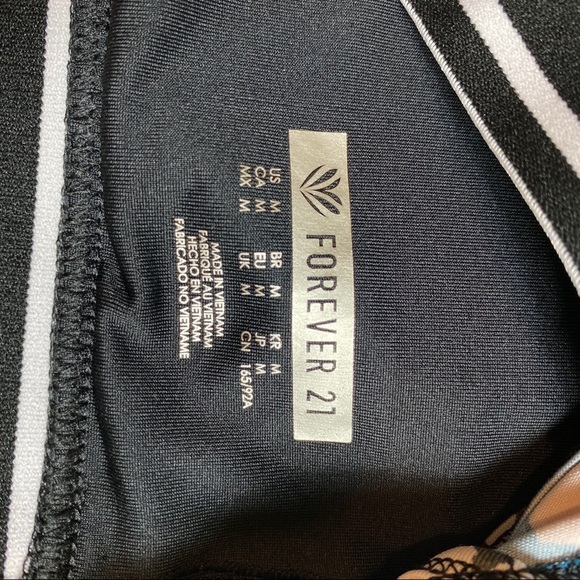 FOREVER 21
US M BR M KR M
CA M EU M JP M
MX M UK M CN 165/92A
MADE IN VIETNAM
FABRIQUÉ AU VIETNAM
HECHO EN VIETNAM
FABRICADO NO VIETNAME